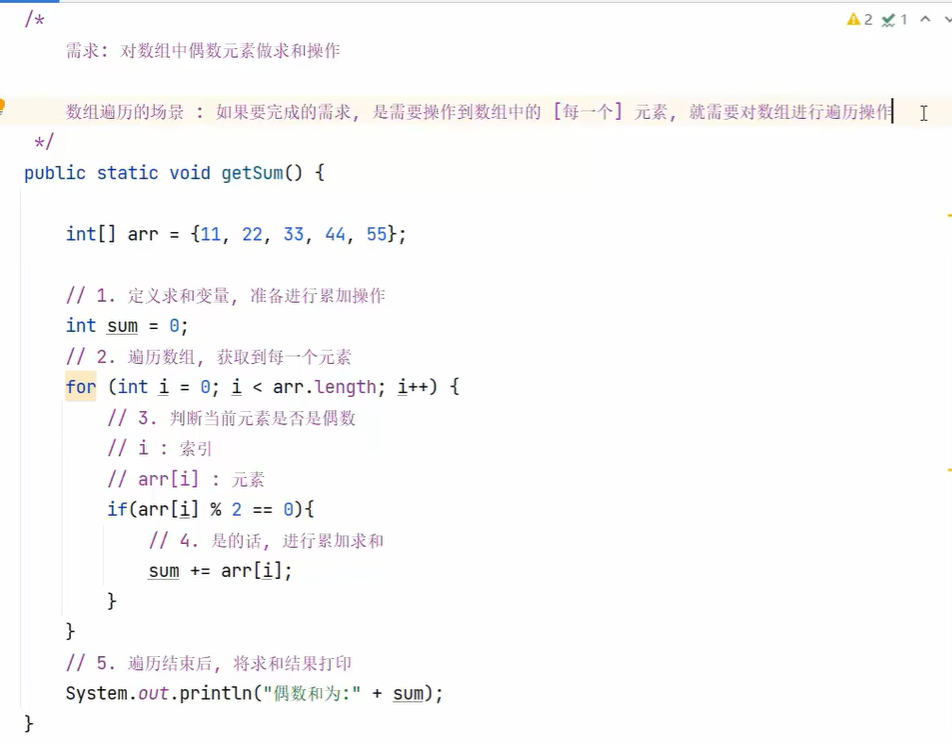 /*
2 1
需求: 对数组中偶数元素做求和操作
数组遍历的场景 : 如果要完成的需求, 是需要操作到数组中的 [每一个] 元素, 就需要对数组进行遍历操作
*/
public static void getSum() {
int[] arr = {11, 22, 33, 44, 55};
// 1. 定义求和变量, 准备进行累加操作
int sum = 0;
// 2. 遍历数组, 获取到每一个元素
for (int i = 0; i < arr.length; i++) {
// 3. 判断当前元素是否是偶数
// i : 索引
// arr[i] : 元素
if(arr[i] % 2 == 0){
// 4. 是的话, 进行累加求和
sum += arr[i];
}
}
// 5. 遍历结束后, 将求和结果打印
System.out.println("偶数和为:" + sum);
}